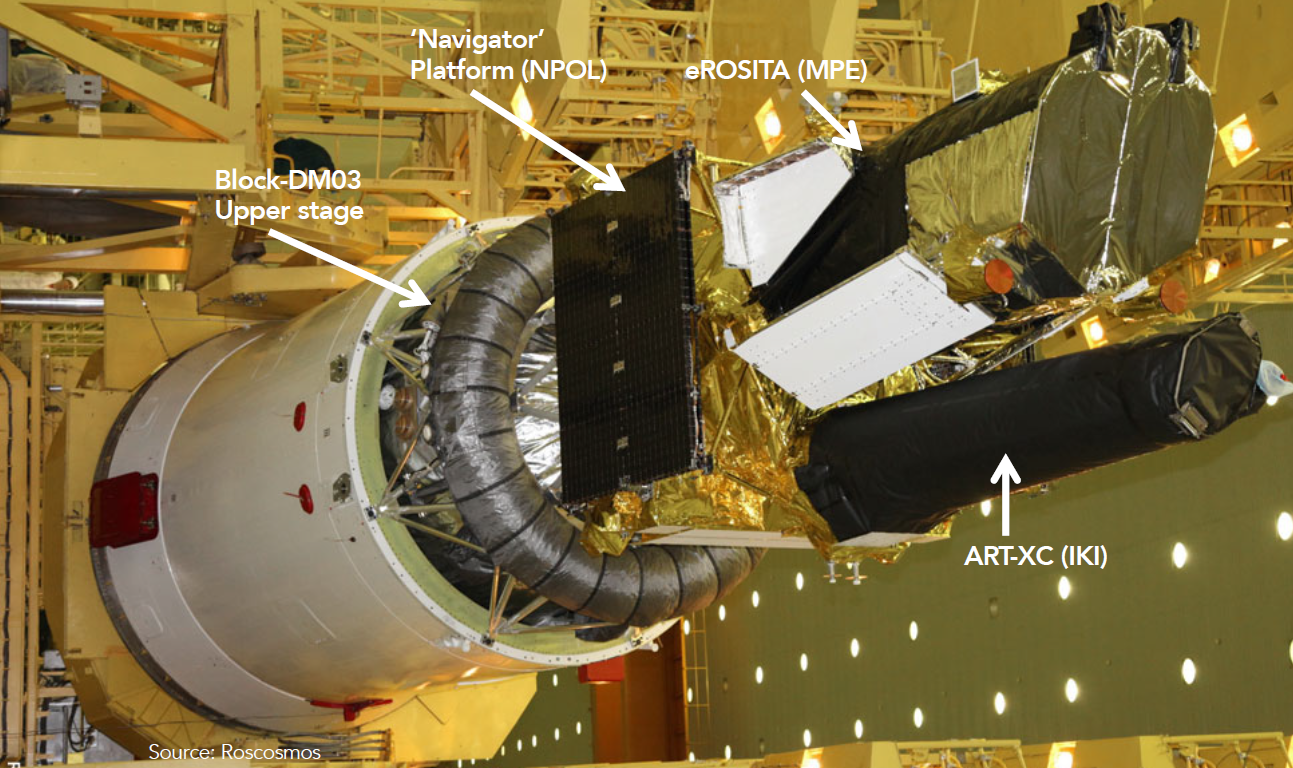 ‘Navigator’
Platform (NPOL)
eROSITA (MPE)
Block-DM03
Upper stage
ART-XC (IKI)
Source: Roscosmos